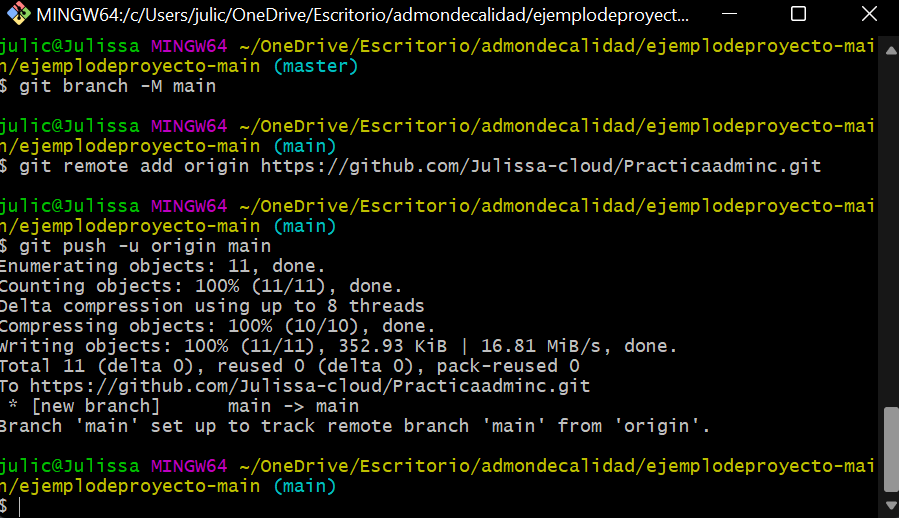 MINGW64:/c/Users/julic/OneDrive/Escritorio/admondecalidad/ejemplodeproyect...
julic@Julissa MINGW64 ~/OneDrive/Escritorio/admondecalidad/ejemplodeproyecto-mai
n/ejemplodeproyecto-main (master)
$ git branch -M main
julic@Julissa MINGW64 ~/OneDrive/Escritorio/admondecalidad/ejemplodeproyecto-mai
n/ejemplodeproyecto-main (main)
$ git remote add origin https://github.com/Julissa-cloud/Practicaadminc.git
julic@Julissa MINGW64 ~/OneDrive/Escritorio/admondecalidad/ejemplodeproyecto-mai
n/ejemplodeproyecto-main (main)
$ git push -u origin main
Enumerating objects: 11, done.
Counting objects: 100% (11/11), done.
Delta compression using up to 8 threads
Compressing objects: 100% (10/10), done.
Writing objects: 100% (11/11), 352.93 KiB | 16.81 MiB/s, done.
Total 11 (delta 0), reused 0 (delta 0), pack-reused 0
To https://github.com/Julissa-cloud/Practicaadminc.git
 * [new branch]      main -> main
Branch 'main' set up to track remote branch 'main' from 'origin'.
julic@Julissa MINGW64 ~/OneDrive/Escritorio/admondecalidad/ejemplodeproyecto-mai
n/ejemplodeproyecto-main (main)
$